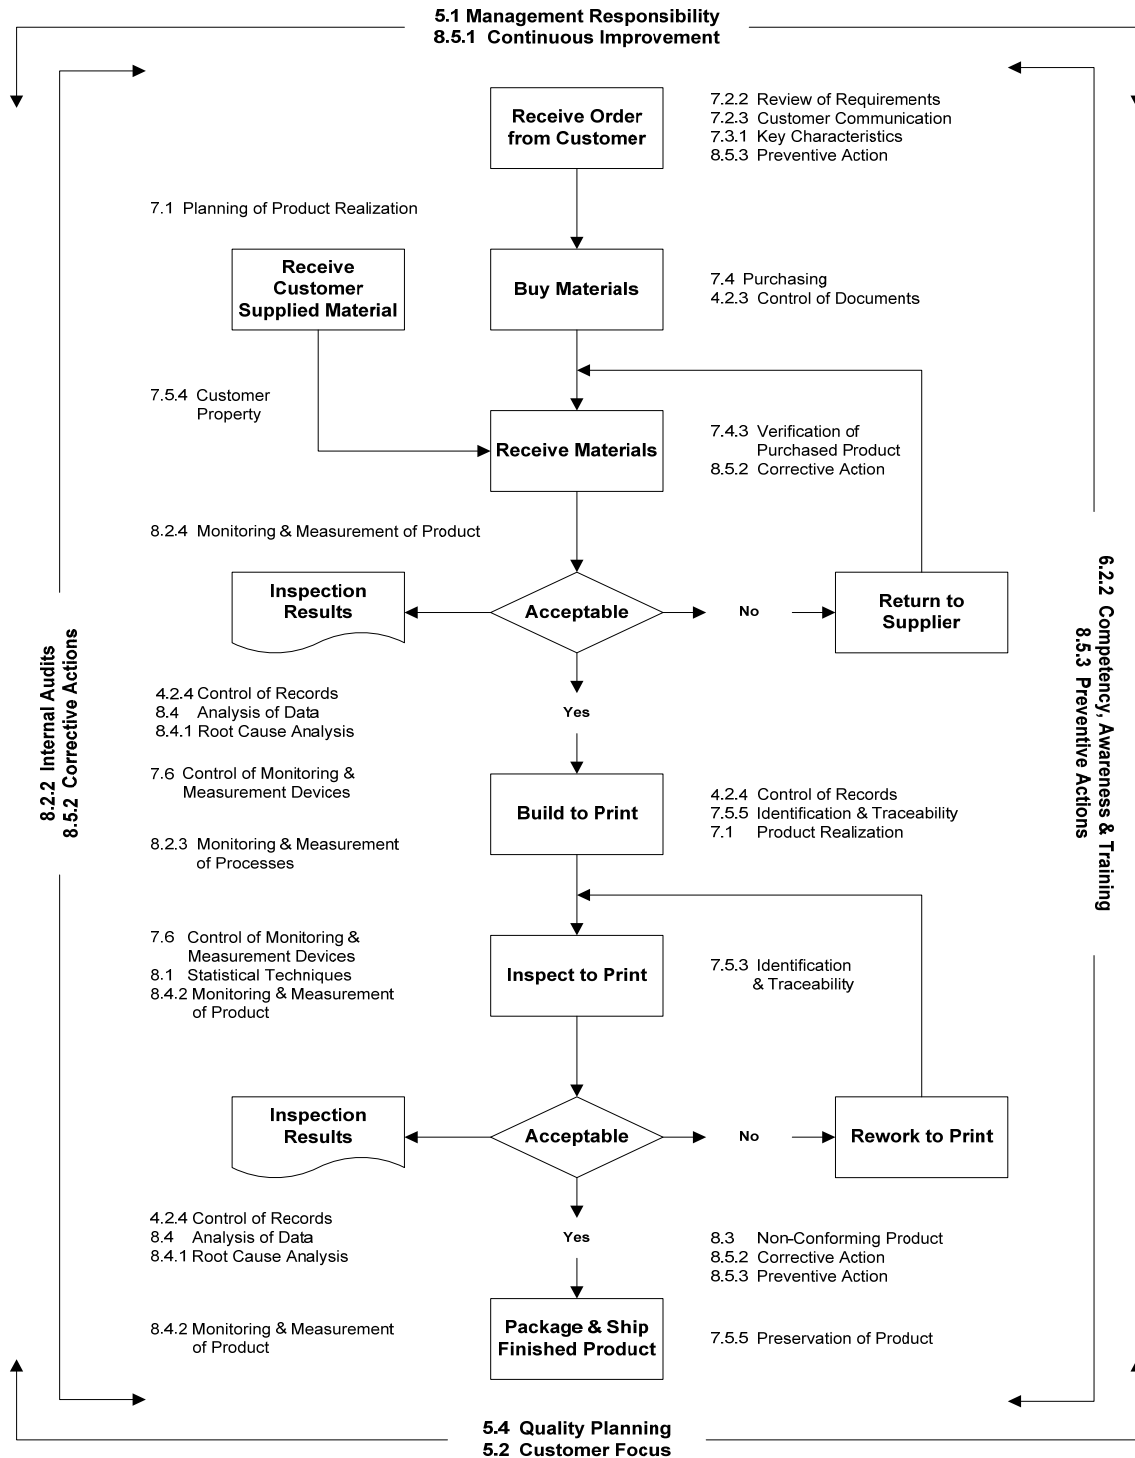 5.1 Management Responsibility
8.5.1 Continuous Improvement
Receive Order
from Customer
7.2.2 Review of Requirements
7.2.3 Customer Communication
7.3.1 Key Characteristics
8.5.3 Preventive Action
7.1 Planning of Product Realization
Receive
Customer
Supplied Material
Buy Materials
7.4 Purchasing
4.2.3 Control of Documents
7.5.4 Customer
Property
Receive Materials
7.4.3 Verification of
Purchased Product
8.5.2 Corrective Action
8.2.4 Monitoring & Measurement of Product
Inspection
Results
Acceptable
No
Return to
Supplier
8.2.2 Internal Audits
8.5.2 Corrective Actions
6.2.2 Competency, Awareness & Training
8.5.3 Preventive Actions
4.2.4 Control of Records
8.4 Analysis of Data
8.4.1 Root Cause Analysis
Yes
7.6 Control of Monitoring &
Measurement Devices
Build to Print
4.2.4 Control of Records
7.5.5 Identification & Traceability
7.1 Product Realization
8.2.3 Monitoring & Measurement
of Processes
7.6 Control of Monitoring &
Measurement Devices
8.1 Statistical Techniques
8.4.2 Monitoring & Measurement
of Product
Inspect to Print
7.5.3 Identification
& Traceability
Inspection
Results
Acceptable
No
Rework to Print
4.2.4 Control of Records
8.4 Analysis of Data
8.4.1 Root Cause Analysis
Yes
8.3 Non-Conforming Product
8.5.2 Corrective Action
8.5.3 Preventive Action
8.4.2 Monitoring & Measurement
of Product
Package & Ship
Finished Product
7.5.5 Preservation of Product
5.4 Quality Planning
5.2 Customer Focus